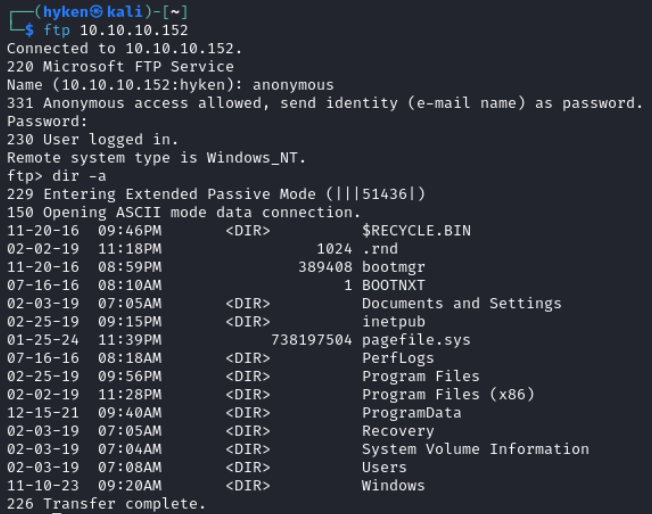 ┌──(hyken㉿kali)-[~]
└─$ ftp 10.10.10.152
Connected to 10.10.10.152.
220 Microsoft FTP Service
Name (10.10.10.152:hyken): anonymous
331 Anonymous access allowed, send identity (e-mail name) as password.
Password:
230 User logged in.
Remote system type is Windows_NT.
ftp> dir -a
229 Entering Extended Passive Mode (|||51436|)
150 Opening ASCII mode data connection.
11-20-16  09:46PM       <DIR>          $RECYCLE.BIN
02-02-19  11:18PM                 1024 .rnd
11-20-16  08:59PM               389408 bootmgr
07-16-16  08:10AM                    1 BOOTNXT
02-03-19  07:05AM       <DIR>          Documents and Settings
02-25-19  09:15PM       <DIR>          inetpub
01-25-24  11:39PM            738197504 pagefile.sys
07-16-16  08:18AM       <DIR>          PerfLogs
02-25-19  09:56PM       <DIR>          Program Files
02-02-19  11:28PM       <DIR>          Program Files (x86)
12-15-21  09:40AM       <DIR>          ProgramData
02-03-19  07:05AM       <DIR>          Recovery
02-03-19  07:04AM       <DIR>          System Volume Information
02-03-19  07:08AM       <DIR>          Users
11-10-23  09:20AM       <DIR>          Windows
226 Transfer complete.